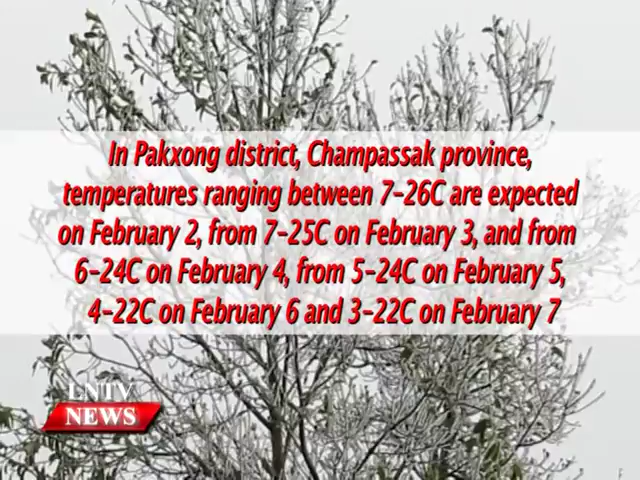 In Pakxong district, Champassak province,
temperatures ranging between 7-26C are expected
on February 2, from 7-25C on February 3, and from
6-24C on February 4, from 5-24C on February 5,
4-22C on February 6 and 3-22C on February 7
LNTV
NEWS